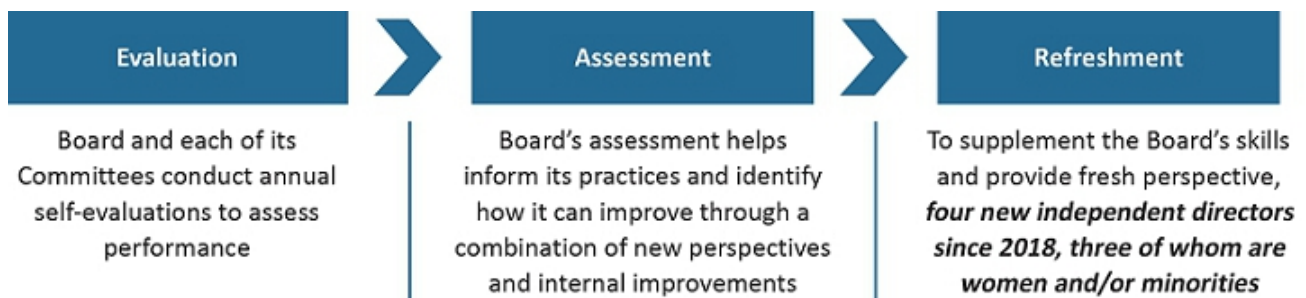 Evaluation
Board and each of its
Committees conduct annual
self-evaluations to assess
performance
Assessment
Board's assessment helps
inform its practices and identify
how it can improve through a
combination of new perspectives
and internal improvements
Refreshment
To supplement the Board's skills
and provide fresh perspective,
four new independent directors
since 2018, three of whom are
women and/or minorities